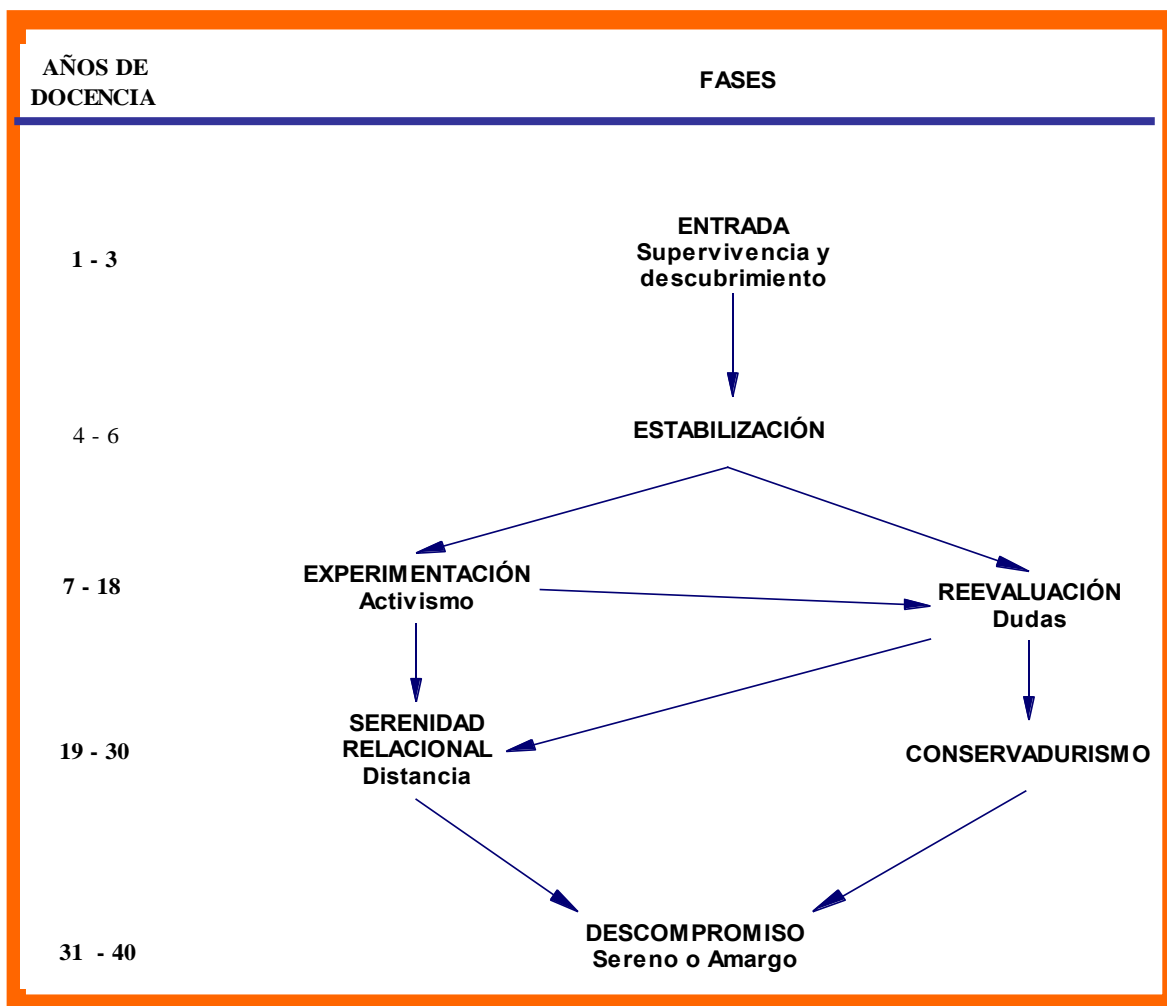 AÑOS DE
DOCENCIA
FASES
1 - 3
ENTRADA
Supervivencia y
descubrimiento
4 - 6
ESTABILIZACIÓN
7 - 18
EXPERIMENTACIÓN
Activismo
REEVALUACIÓN
Dudas
19 - 30
SERENIDAD
RELACIONAL
Distancia
CONSERVADURISMO
31 - 40
DESCOMPROMISO
Sereno o Amargo